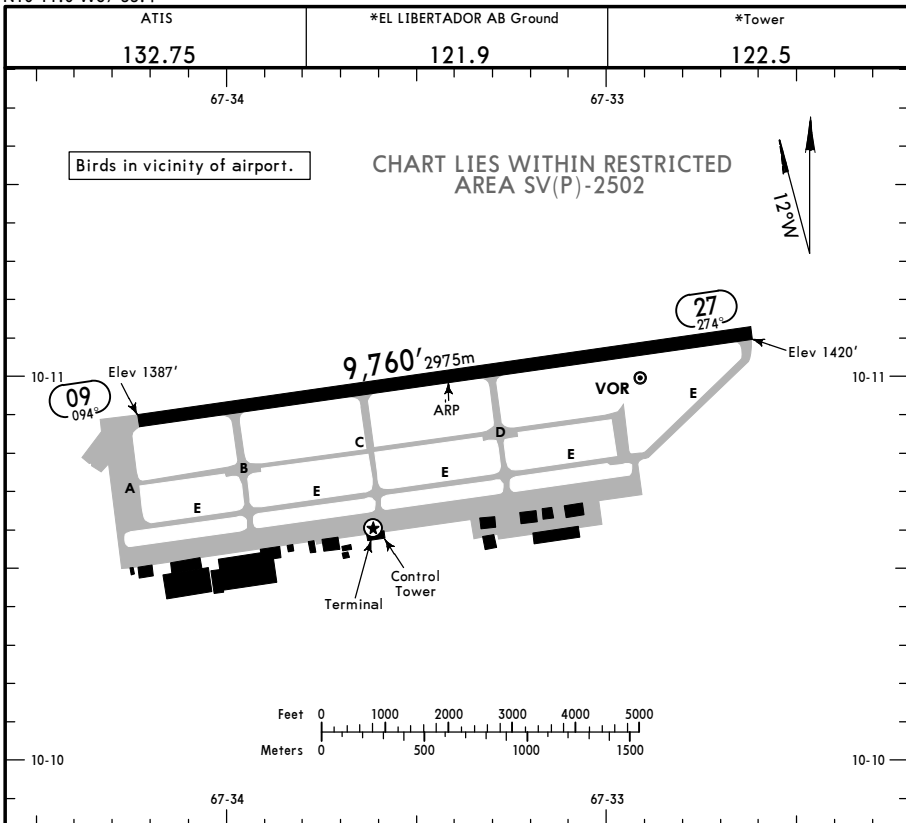 ATIS
132.75
*EL LIBERTADOR AB Ground
121.9
*Tower
122.5
67-34
67-33
Birds in vicinity of airport.
CHART LIES WITHIN RESTRICTED
AREA SV(P)-2502
12°W
27
274°
Elev 1420'
9,760' 2975m
10-11
Elev 1387'
10-11
VOR
09
094°
ARP
E
C
D
B
E
A
E
E
E
Control
Tower
Terminal
Feet 0 1000 2000 3000 4000 5000
Meters 0 500 1000 1500
10-10
10-10
67-34
67-33